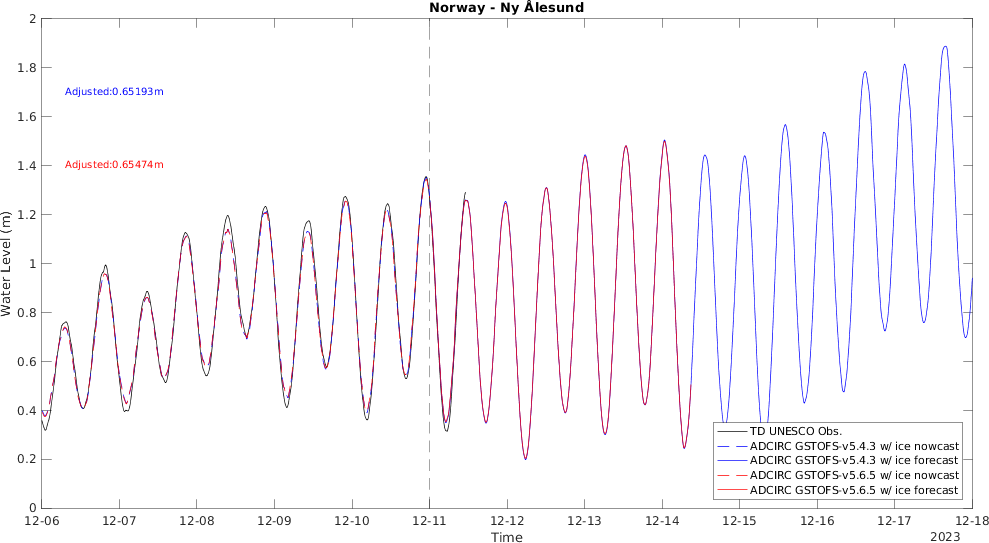 Norway - Ny Ålesund
Water Level (m)
2
1.8
1.6
1.4
1.2
1
0.8
0.6
0.4
0.2
0
Adjusted:0.65193m
Adjusted:0.65474m
TD UNESCO Obs.
ADCIRC GSTOFS-v5.4.3 w/ ice nowcast
ADCIRC GSTOFS-v5.4.3 w/ ice forecast
ADCIRC GSTOFS-v5.6.5 w/ ice nowcast
ADCIRC GSTOFS-v5.6.5 w/ ice forecast
12-06 12-07 12-08 12-09 12-10 12-11 12-12 12-13 12-14 12-15 12-16 12-17 12-18
Time
2023